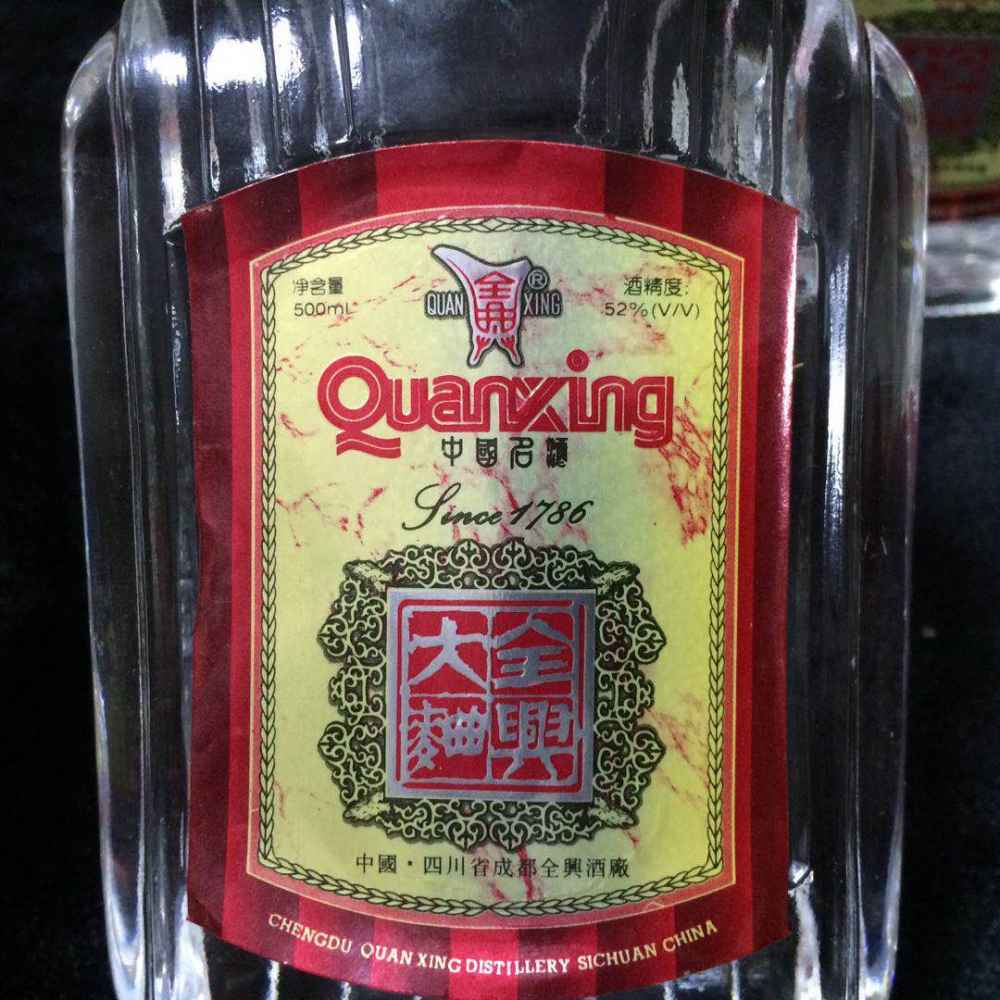 净含量
500mL
QUAN 全興® XING
酒精度:
52%(V/V)
Quanxing
中國名酒
Since 1786
全興
大麯
中國·四川省成都全興酒廠
CHENGDU QUAN XING DISTILLERY SICHUAN CHINA